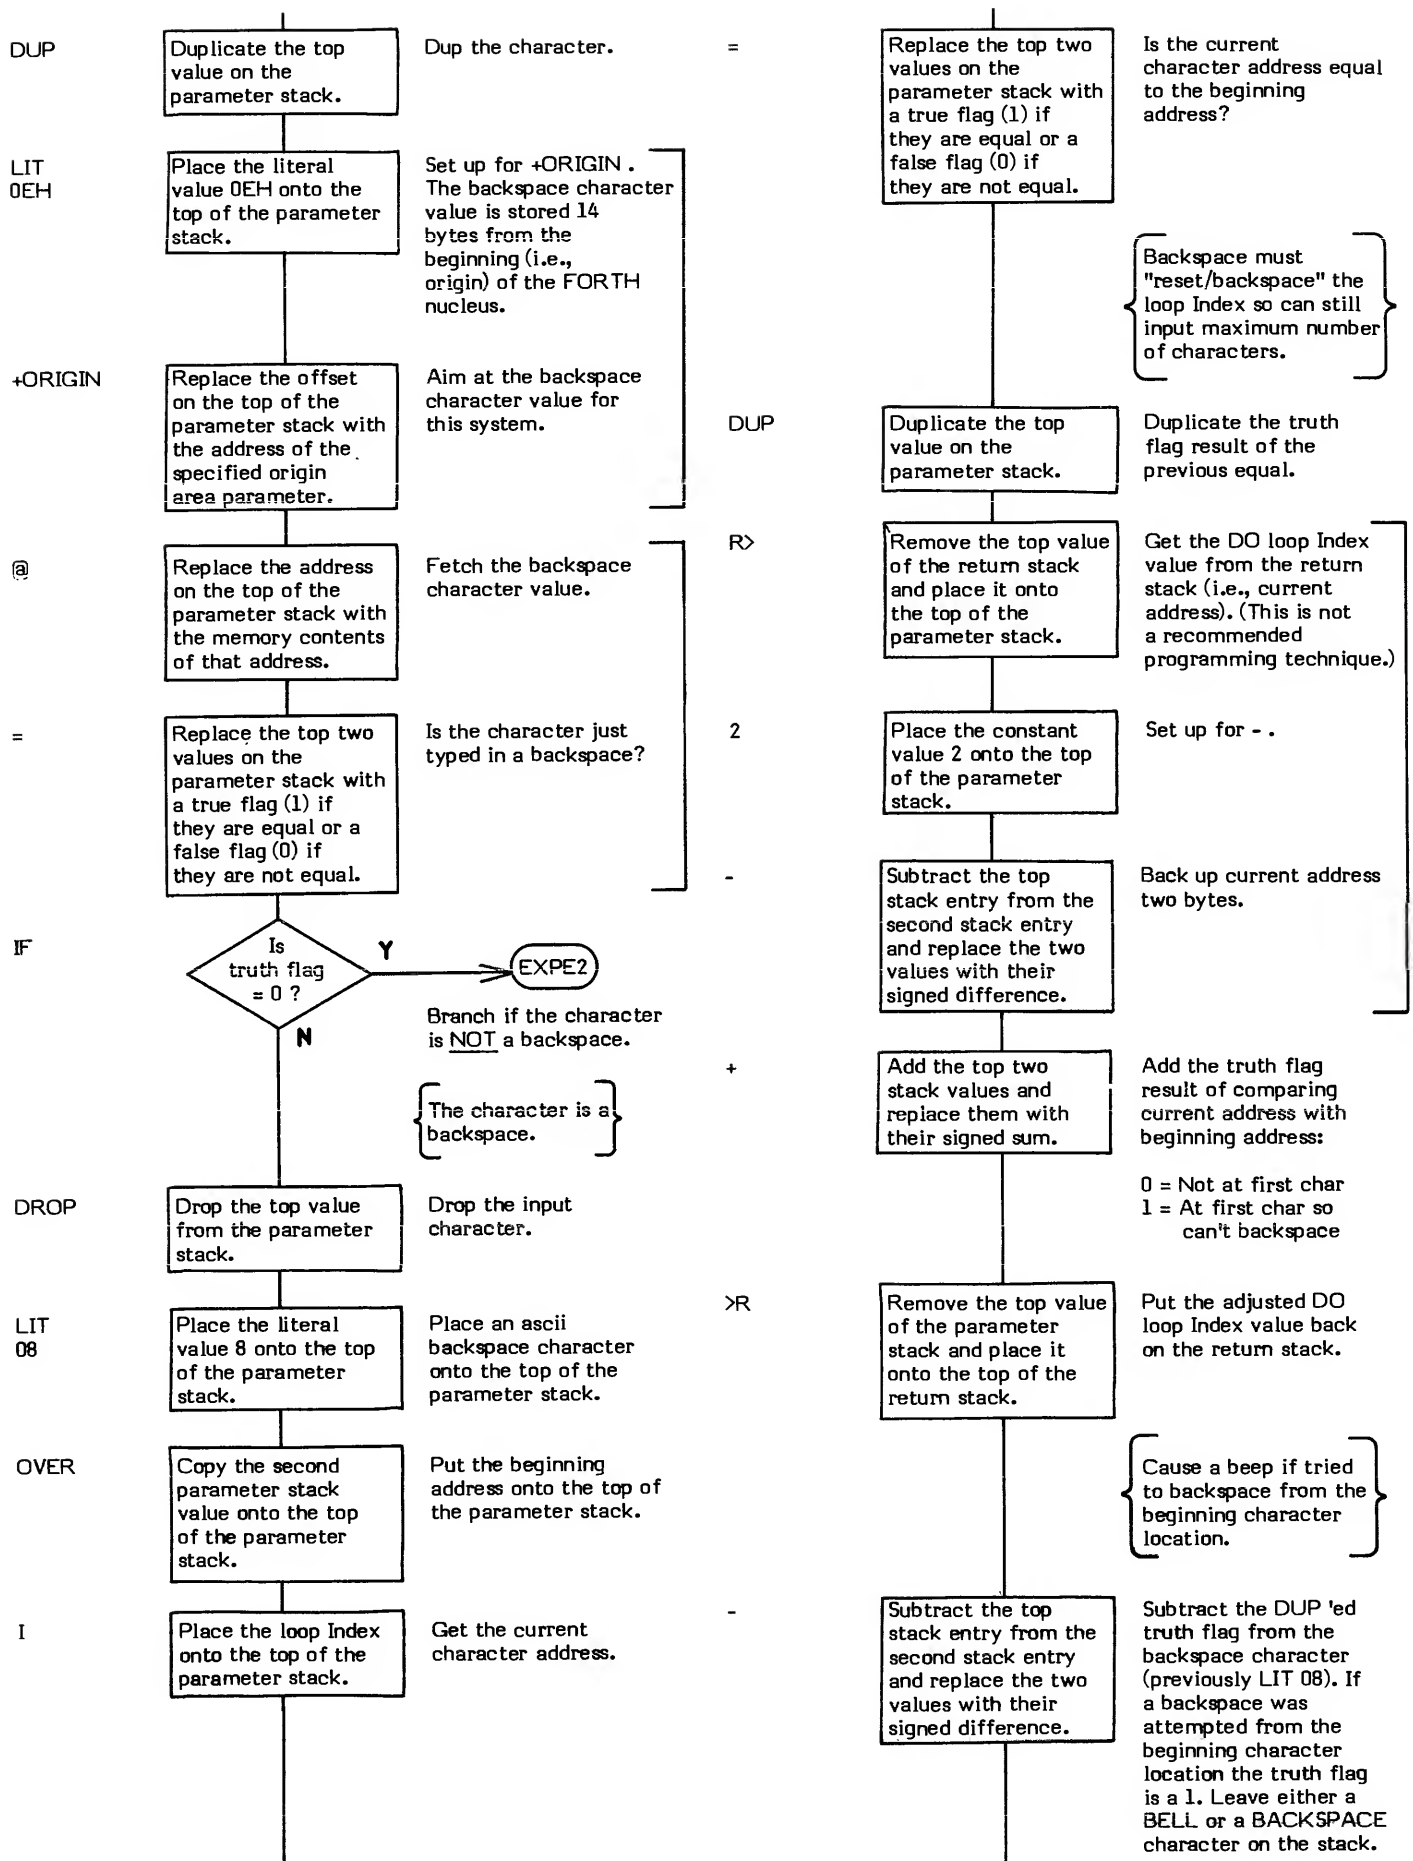 DUP
Duplicate the top
value on the
parameter stack.
Dup the character.
LIT
0EH
Place the literal
value 0EH onto the
top of the parameter
stack.
Set up for +ORIGIN .
The backspace character
value is stored 14
bytes from the
beginning (i.e.,
origin) of the FORTH
nucleus.
+ORIGIN
Replace the offset
on the top of the
parameter stack with
the address of the
specified origin
area parameter.
Aim at the backspace
character value for
this system.
@
Replace the address
on the top of the
parameter stack with
the memory contents
of that address.
Fetch the backspace
character value.
=
Replace the top two
values on the
parameter stack with
a true flag (1) if
they are equal or a
false flag (0) if
they are not equal.
Is the character just
typed in a backspace?
IF
Is
truth flag
= 0 ?
Y
EXPE2
N
Branch if the character
is NOT a backspace.
The character is a
backspace.
DROP
Drop the top value
from the parameter
stack.
Drop the input
character.
LIT
08
Place the literal
value 8 onto the top
of the parameter
stack.
Place an ascii
backspace character
onto the top of the
parameter stack.
OVER
Copy the second
parameter stack
value onto the top
of the parameter
stack.
Put the beginning
address onto the top of
the parameter stack.
I
Place the loop Index
onto the top of the
parameter stack.
Get the current
character address.
=
Replace the top two
values on the
parameter stack with
a true flag (1) if
they are equal or a
false flag (0) if
they are not equal.
Is the current
character address equal
to the beginning
address?
Backspace must
"reset/backspace" the
loop Index so can still
input maximum number
of characters.
DUP
Duplicate the top
value on the
parameter stack.
Duplicate the truth
flag result of the
previous equal.
R>
Remove the top value
of the return stack
and place it onto
the top of the
parameter stack.
Get the DO loop Index
value from the return
stack (i.e., current
address). (This is not
a recommended
programming technique.)
2
Place the constant
value 2 onto the top
of the parameter
stack.
Set up for - .
-
Subtract the top
stack entry from the
second stack entry
and replace the two
values with their
signed difference.
Back up current address
two bytes.
+
Add the top two
stack values and
replace them with
their signed sum.
Add the truth flag
result of comparing
current address with
beginning address:
0 = Not at first char
1 = At first char so
can't backspace
>R
Remove the top value
of the parameter
stack and place it
onto the top of the
return stack.
Put the adjusted DO
loop Index value back
on the return stack.
Cause a beep if tried
to backspace from the
beginning character
location.
-
Subtract the top
stack entry from the
second stack entry
and replace the two
values with their
signed difference.
Subtract the DUP 'ed
truth flag from the
backspace character
(previously LIT 08). If
a backspace was
attempted from the
beginning character
location the truth flag
is a 1. Leave either a
BELL or a BACKSPACE
character on the stack.